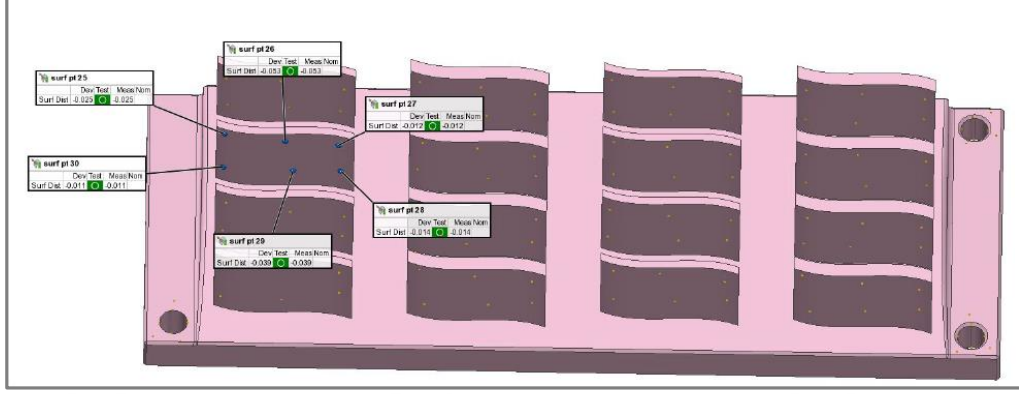 surf pt 26
Dev Test Meas Nom
Surf Dist -0.053 -0.053
surf pt 25
Dev Test Meas Nom
Surf Dist -0.025 -0.025
surf pt 27
Dev Test Meas Nom
Surf Dist -0.012 -0.012
surf pt 30
Dev Test Meas Nom
Surf Dist -0.011 -0.011
surf pt 28
Dev Test Meas Nom
Surf Dist -0.014 -0.014
surf pt 29
Dev Test Meas Nom
Surf Dist -0.039 -0.039